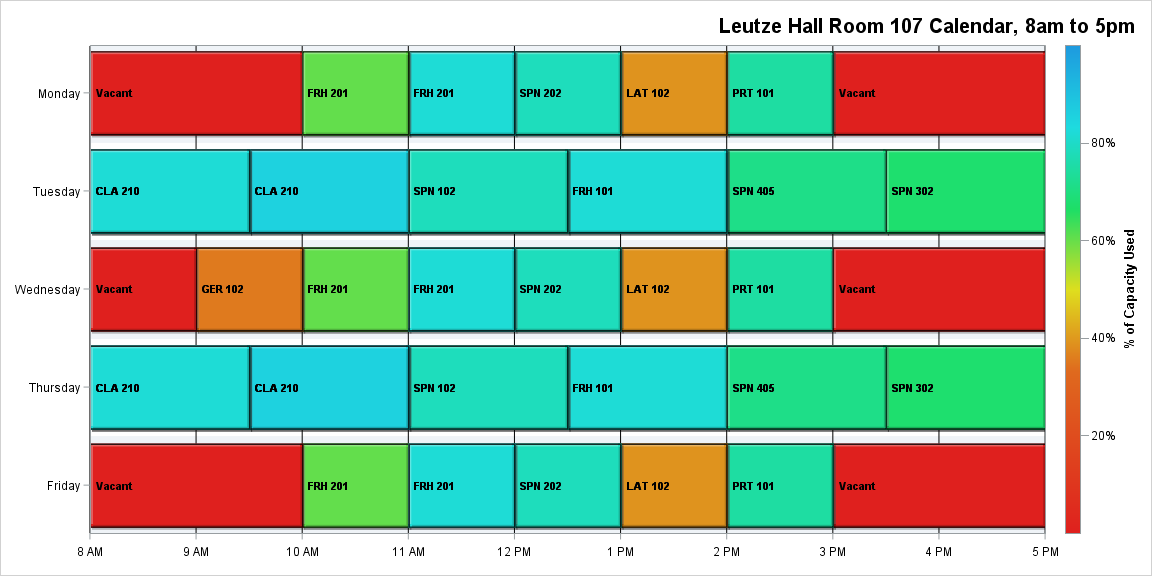 Leutze Hall Room 107 Calendar, 8am to 5pm
Monday
Vacant
FRH 201
FRH 201
SPN 202
LAT 102
PRT 101
Vacant
Tuesday
CLA 210
CLA 210
SPN 102
FRH 101
SPN 405
SPN 302
Wednesday
Vacant
GER 102
FRH 201
FRH 201
SPN 202
LAT 102
PRT 101
Vacant
Thursday
CLA 210
CLA 210
SPN 102
FRH 101
SPN 405
SPN 302
Friday
Vacant
FRH 201
FRH 201
SPN 202
LAT 102
PRT 101
Vacant
8 AM
9 AM
10 AM
11 AM
12 PM
1 PM
2 PM
3 PM
4 PM
5 PM
80%
60%
40%
20%
% of Capacity Used